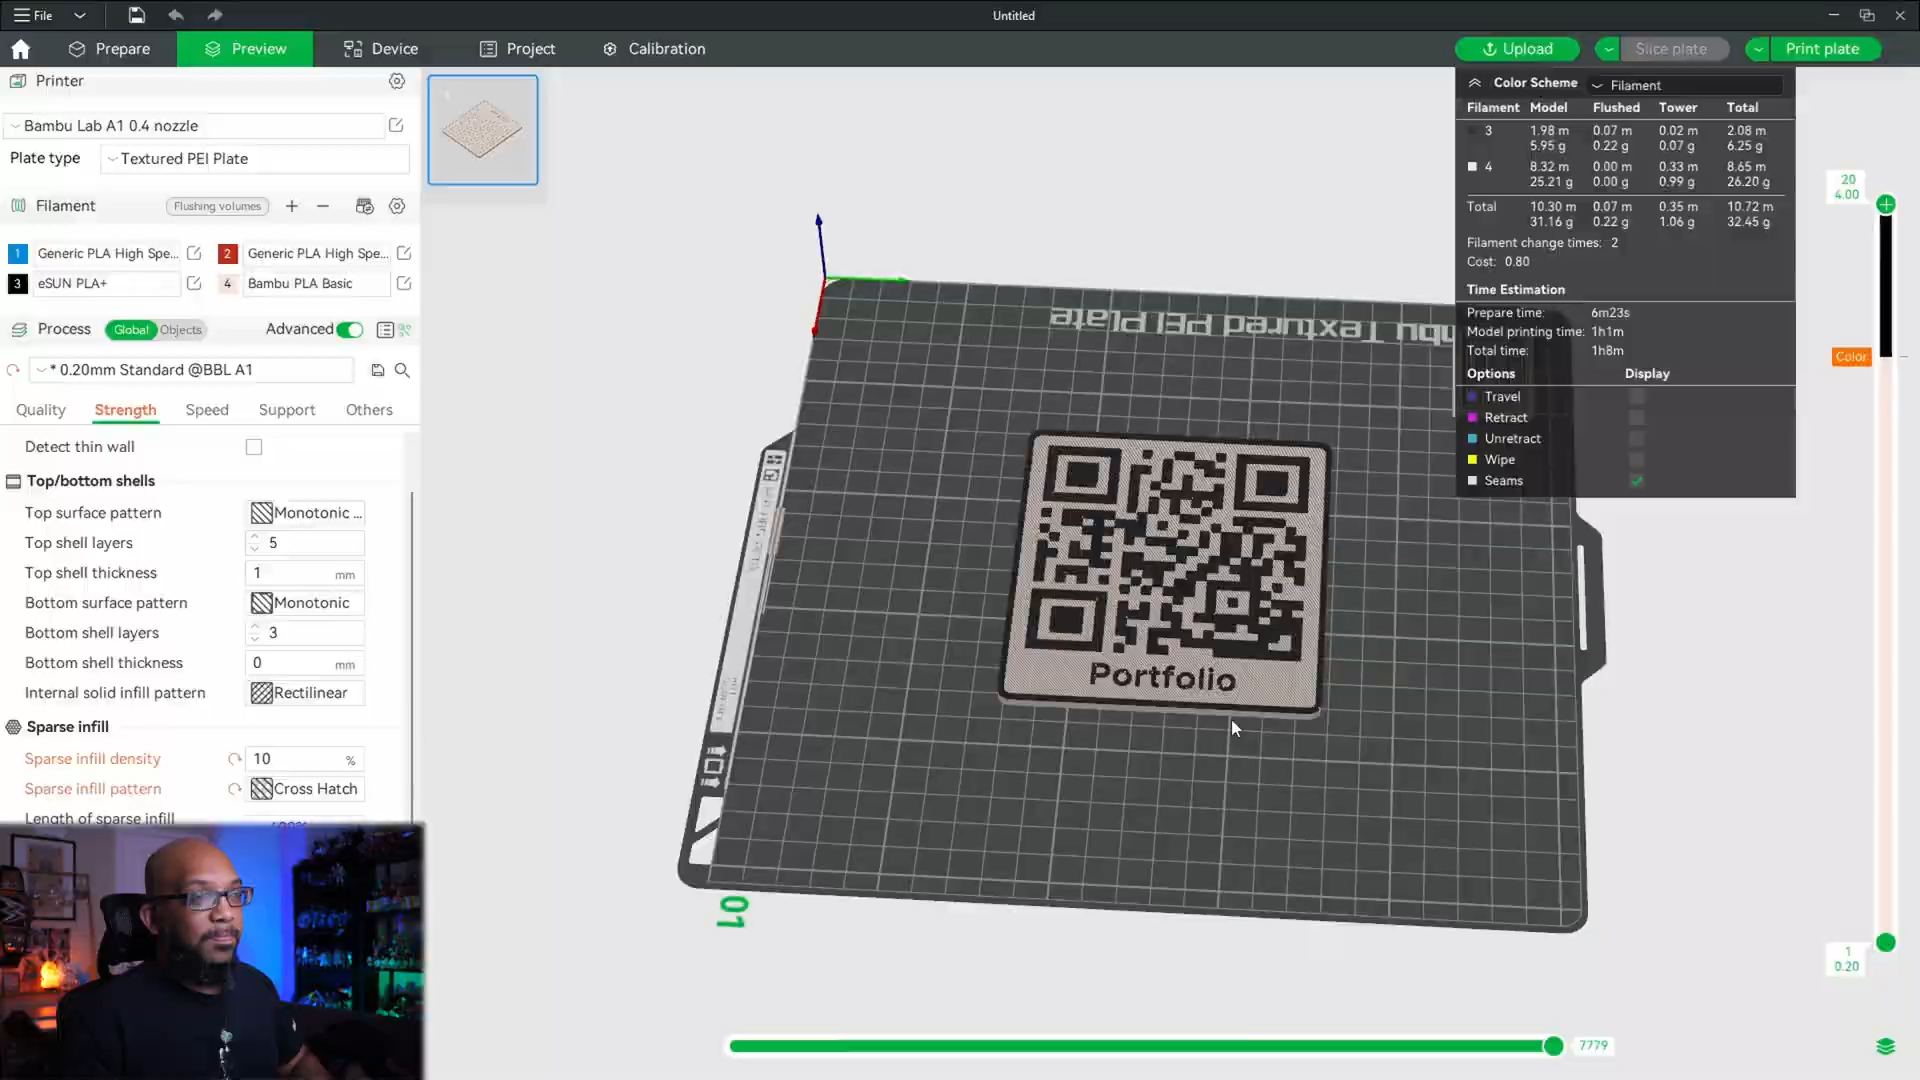 File
Untitled
Prepare
Preview
Device
Project
Calibration
Upload
Slice plate
Print plate
Printer
Bambu Lab A1 0.4 nozzle
Plate type
Textured PEI Plate
Filament
Flushing volumes
1 Generic PLA High Spe...
2 Generic PLA High Spe...
3 eSUN PLA+
4 Bambu PLA Basic
Process
Global
Objects
Advanced
* 0.20mm Standard @BBL A1
Quality
Strength
Speed
Support
Others
Detect thin wall
Top/bottom shells
Top surface pattern Monotonic ...
Top shell layers 5
Top shell thickness 1 mm
Bottom surface pattern Monotonic
Bottom shell layers 3
Bottom shell thickness 0 mm
Internal solid infill pattern Rectilinear
Sparse infill
Sparse infill density 10 %
Sparse infill pattern Cross Hatch
Length of sparse infill
Textured PEI Plate
Portfolio
01
Color Scheme Filament
Filament Model Flushed Tower Total
3 1.98 m 0.07 m 0.02 m 2.08 m
5.95 g 0.22 g 0.07 g 6.25 g
4 8.32 m 0.00 m 0.33 m 8.65 m
25.21 g 0.00 g 0.99 g 26.20 g
Total 10.30 m 0.07 m 0.35 m 10.72 m
31.16 g 0.22 g 1.06 g 32.45 g
Filament change times: 2
Cost: 0.80
Time Estimation
Prepare time: 6m23s
Model printing time: 1h1m
Total time: 1h8m
Options Display
Travel
Retract
Unretract
Wipe
Seams
20
4.00
Color
1
0.20
7779